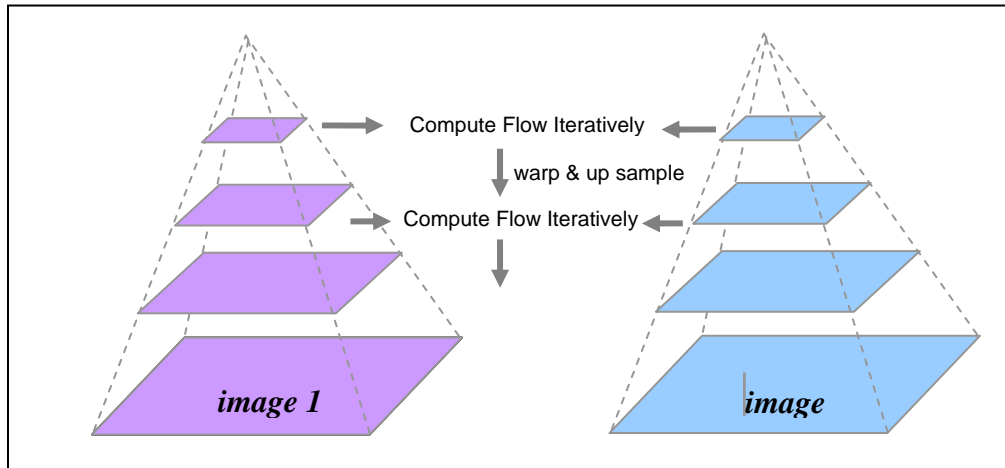 Compute Flow Iteratively
warp & up sample
Compute Flow Iteratively
image 1
image